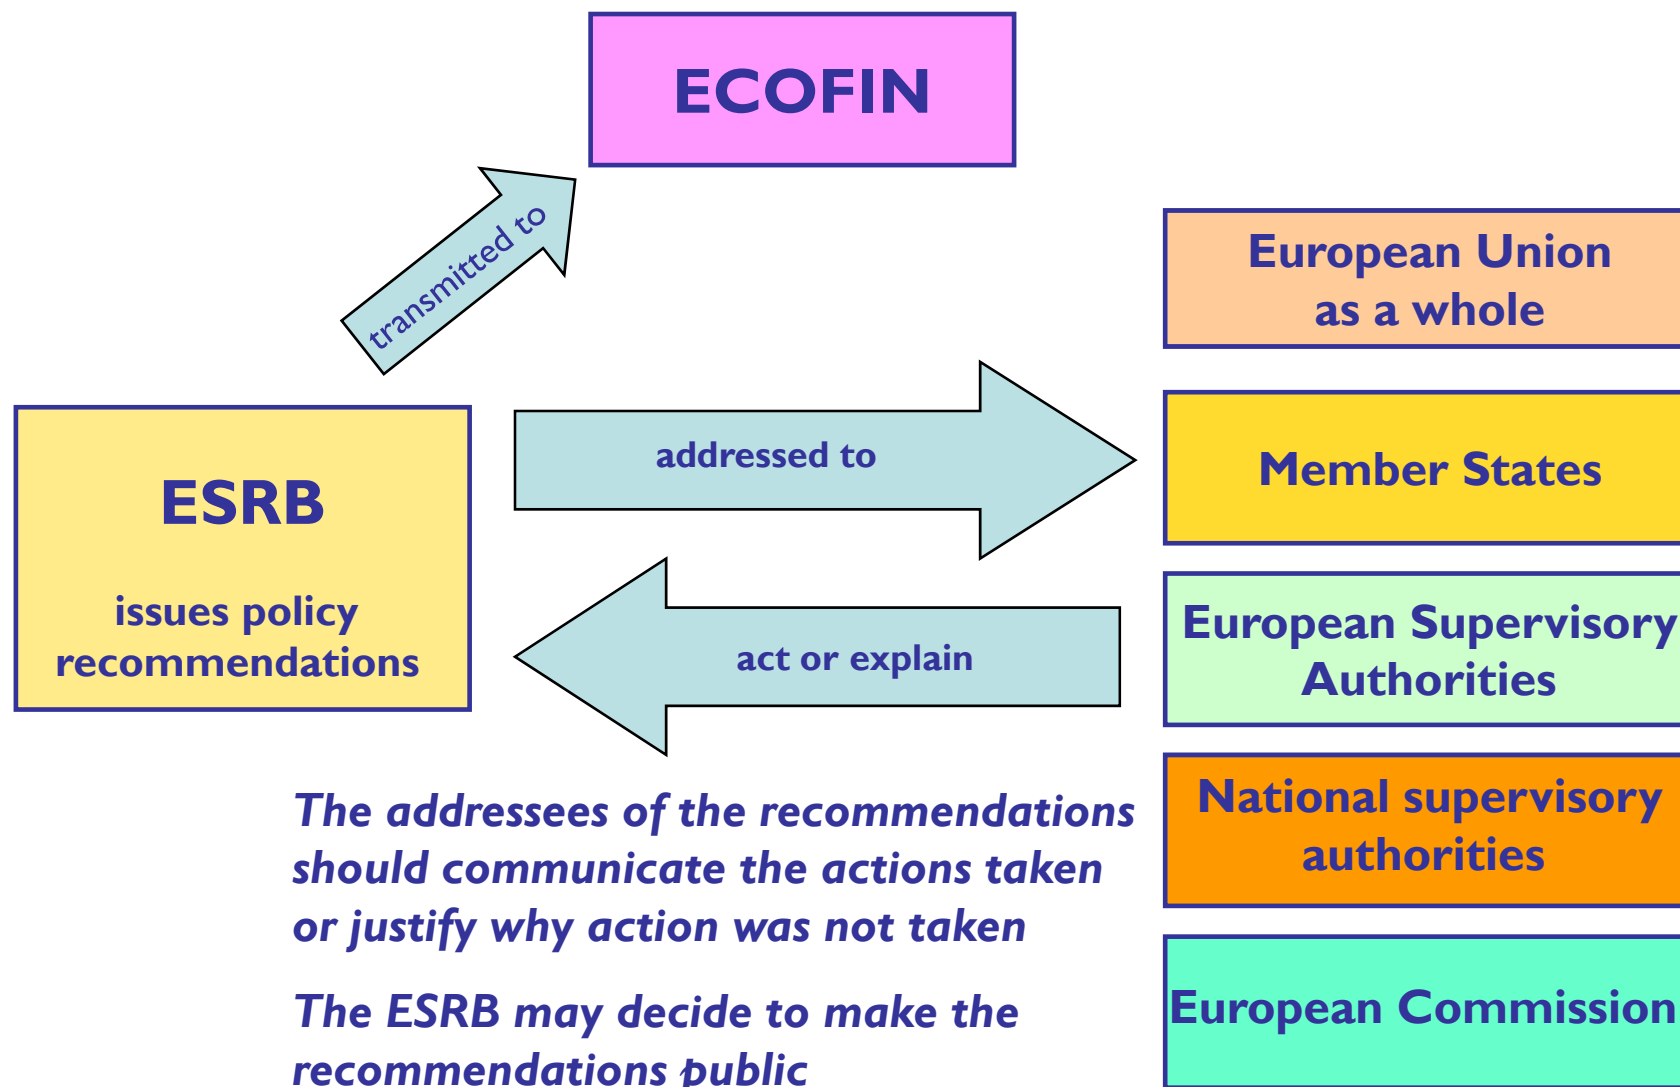 ECOFIN
transmitted to
European Union
as a whole
addressed to
Member States
ESRB
issues policy
recommendations
act or explain
European Supervisory
Authorities
National supervisory
authorities
The addressees of the recommendations
should communicate the actions taken
or justify why action was not taken
The ESRB may decide to make the
recommendations public
European Commission